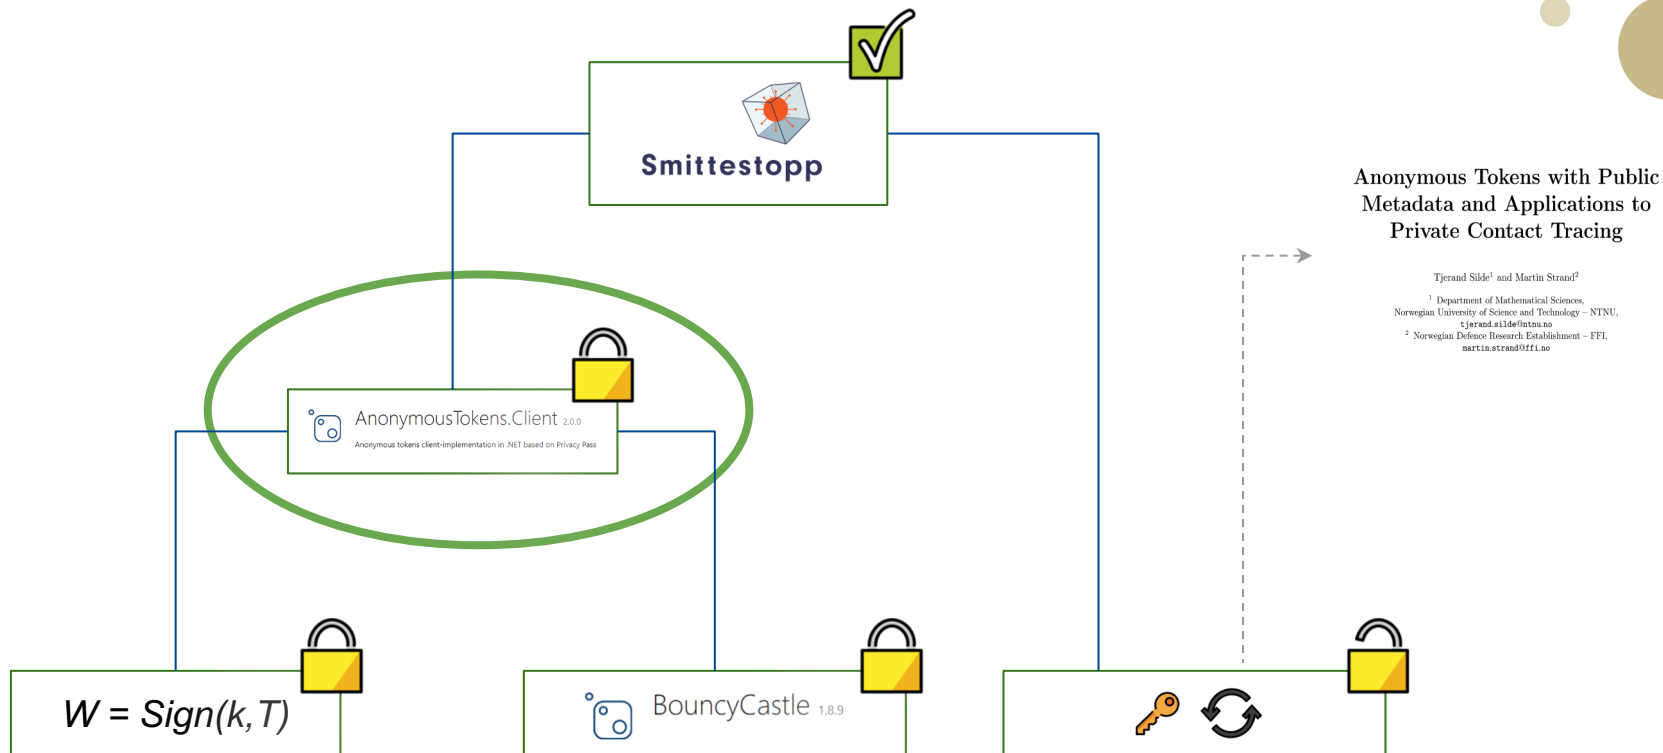 Smittestopp
Anonymous Tokens with Public
Metadata and Applications to
Private Contact Tracing
Tjerand Silde1 and Martin Strand2
1 Department of Mathematical Sciences,
Norwegian University of Science and Technology – NTNU,
tjerand.silde@ntnu.no
2 Norwegian Defence Research Establishment – FFI,
martin.strand@ffi.no
AnonymousTokens.Client 2.0.0
Anonymous tokens client-implementation in .NET based on Privacy Pass
W = Sign(k,T)
BouncyCastle 1.8.9